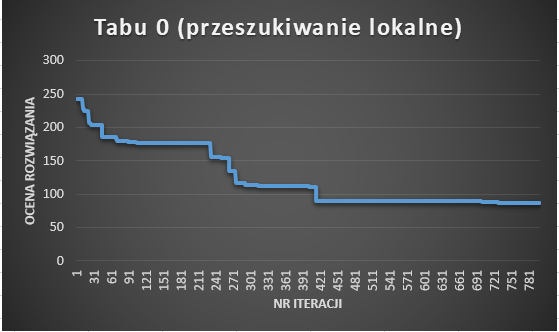 Tabu 0 (przeszukiwanie lokalne)
OCENA ROZWIĄZANIA
300
250
200
150
100
50
0
1 31 61 91 121 151 181 211 241 271 301 331 361 391 421 451 481 511 541 571 601 631 661 691 721 751 781
NR ITERACJI